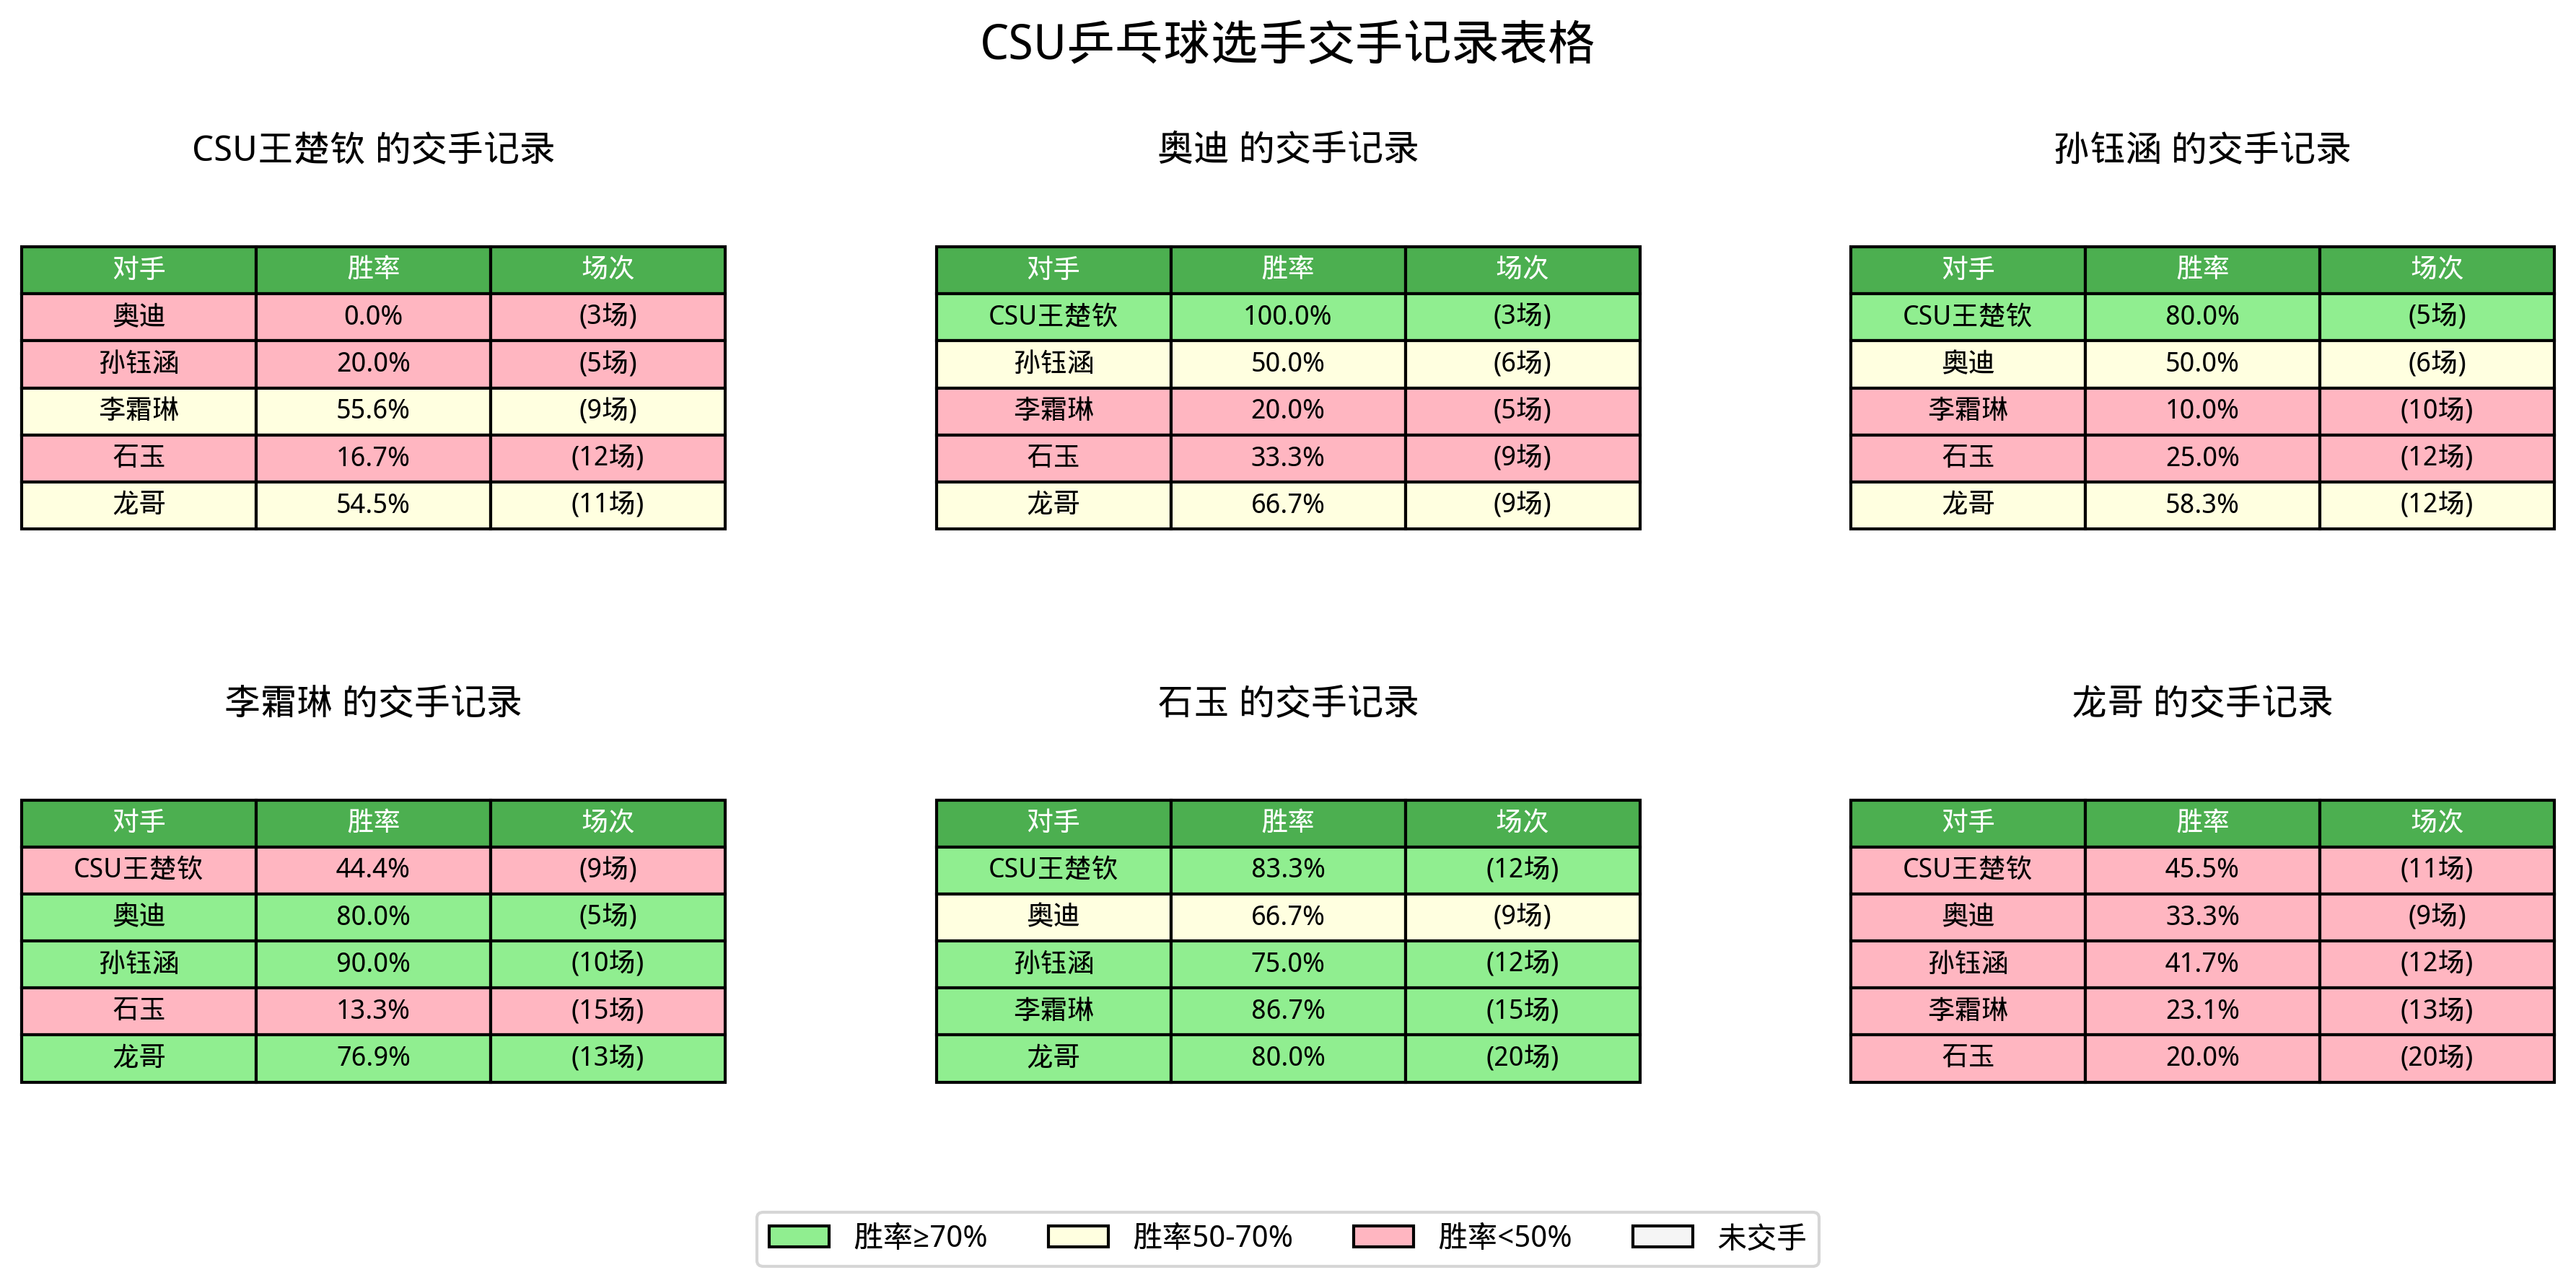 CSU乒乓球选手交手记录表格
CSU王楚钦 的交手记录
对手 胜率 场次
奥迪 0.0% (3场)
孙钰涵 20.0% (5场)
李霜琳 55.6% (9场)
石玉 16.7% (12场)
龙哥 54.5% (11场)
奥迪 的交手记录
对手 胜率 场次
CSU王楚钦 100.0% (3场)
孙钰涵 50.0% (6场)
李霜琳 20.0% (5场)
石玉 33.3% (9场)
龙哥 66.7% (9场)
孙钰涵 的交手记录
对手 胜率 场次
CSU王楚钦 80.0% (5场)
奥迪 50.0% (6场)
李霜琳 10.0% (10场)
石玉 25.0% (12场)
龙哥 58.3% (12场)
李霜琳 的交手记录
对手 胜率 场次
CSU王楚钦 44.4% (9场)
奥迪 80.0% (5场)
孙钰涵 90.0% (10场)
石玉 13.3% (15场)
龙哥 76.9% (13场)
石玉 的交手记录
对手 胜率 场次
CSU王楚钦 83.3% (12场)
奥迪 66.7% (9场)
孙钰涵 75.0% (12场)
李霜琳 86.7% (15场)
龙哥 80.0% (20场)
龙哥 的交手记录
对手 胜率 场次
CSU王楚钦 45.5% (11场)
奥迪 33.3% (9场)
孙钰涵 41.7% (12场)
李霜琳 23.1% (13场)
石玉 20.0% (20场)
胜率≥70% 胜率50-70% 胜率<50% 未交手